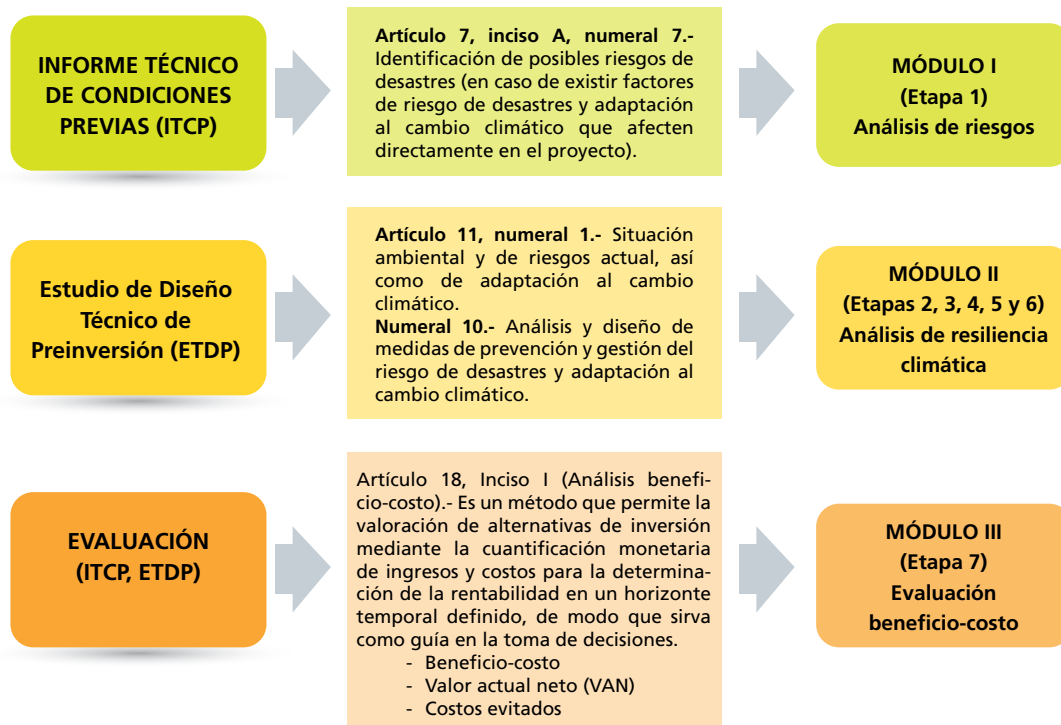 INFORME TÉCNICO
DE CONDICIONES
PREVIAS (ITCP)
Artículo 7, inciso A, numeral 7.-
Identificación de posibles riesgos de
desastres (en caso de existir factores
de riesgo de desastres y adaptación
al cambio climático que afecten
directamente en el proyecto).
MÓDULO I
(Etapa 1)
Análisis de riesgos
Estudio de Diseño
Técnico de
Preinversión (ETDP)
Artículo 11, numeral 1.- Situación
ambiental y de riesgos actual, así
como de adaptación al cambio
climático.
Numeral 10.- Análisis y diseño de
medidas de prevención y gestión del
riesgo de desastres y adaptación al
cambio climático.
MÓDULO II
(Etapas 2, 3, 4, 5 y 6)
Análisis de resiliencia
climática
EVALUACIÓN
(ITCP, ETDP)
Artículo 18, Inciso I (Análisis benefi-
cio-costo).- Es un método que permite la
valoración de alternativas de inversión
mediante la cuantificación monetaria
de ingresos y costos para la determina-
ción de la rentabilidad en un horizonte
temporal definido, de modo que sirva
como guía en la toma de decisiones.
- Beneficio-costo
- Valor actual neto (VAN)
- Costos evitados
MÓDULO III
(Etapa 7)
Evaluación
beneficio-costo